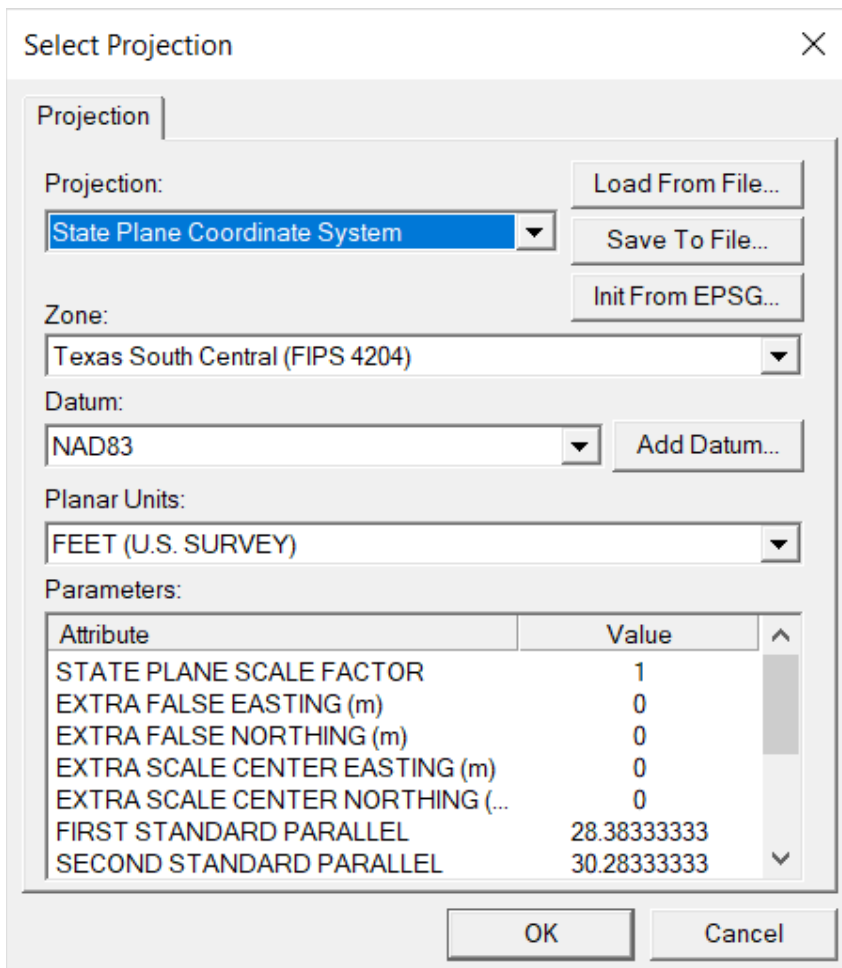 Select Projection
Projection
Projection:
Load From File...
State Plane Coordinate System
Save To File...
Init From EPSG...
Zone:
Texas South Central (FIPS 4204)
Datum:
NAD83
Add Datum...
Planar Units:
FEET (U.S. SURVEY)
Parameters:
Attribute Value
STATE PLANE SCALE FACTOR 1
EXTRA FALSE EASTING (m) 0
EXTRA FALSE NORTHING (m) 0
EXTRA SCALE CENTER EASTING (m) 0
EXTRA SCALE CENTER NORTHING (... 0
FIRST STANDARD PARALLEL 28.38333333
SECOND STANDARD PARALLEL 30.28333333
OK Cancel